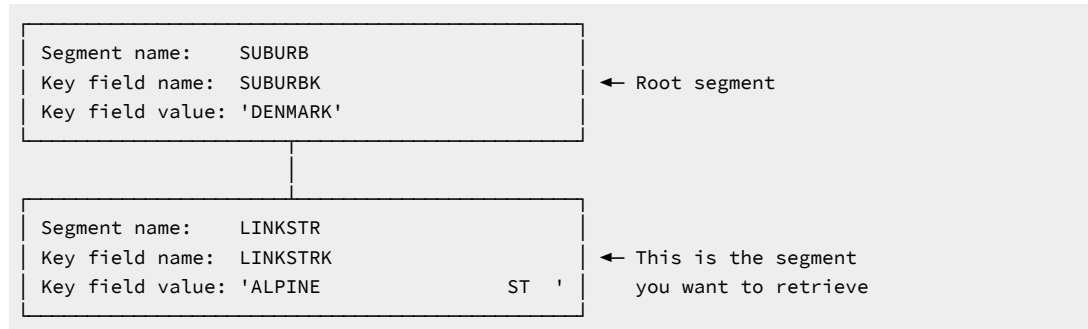 Segment name:    SUBURB
Key field name:  SUBURBK                         ← Root segment
Key field value: 'DENMARK'
Segment name:    LINKSTR
Key field name:  LINKSTRK                        ← This is the segment
Key field value: 'ALPINE              ST  '         you want to retrieve